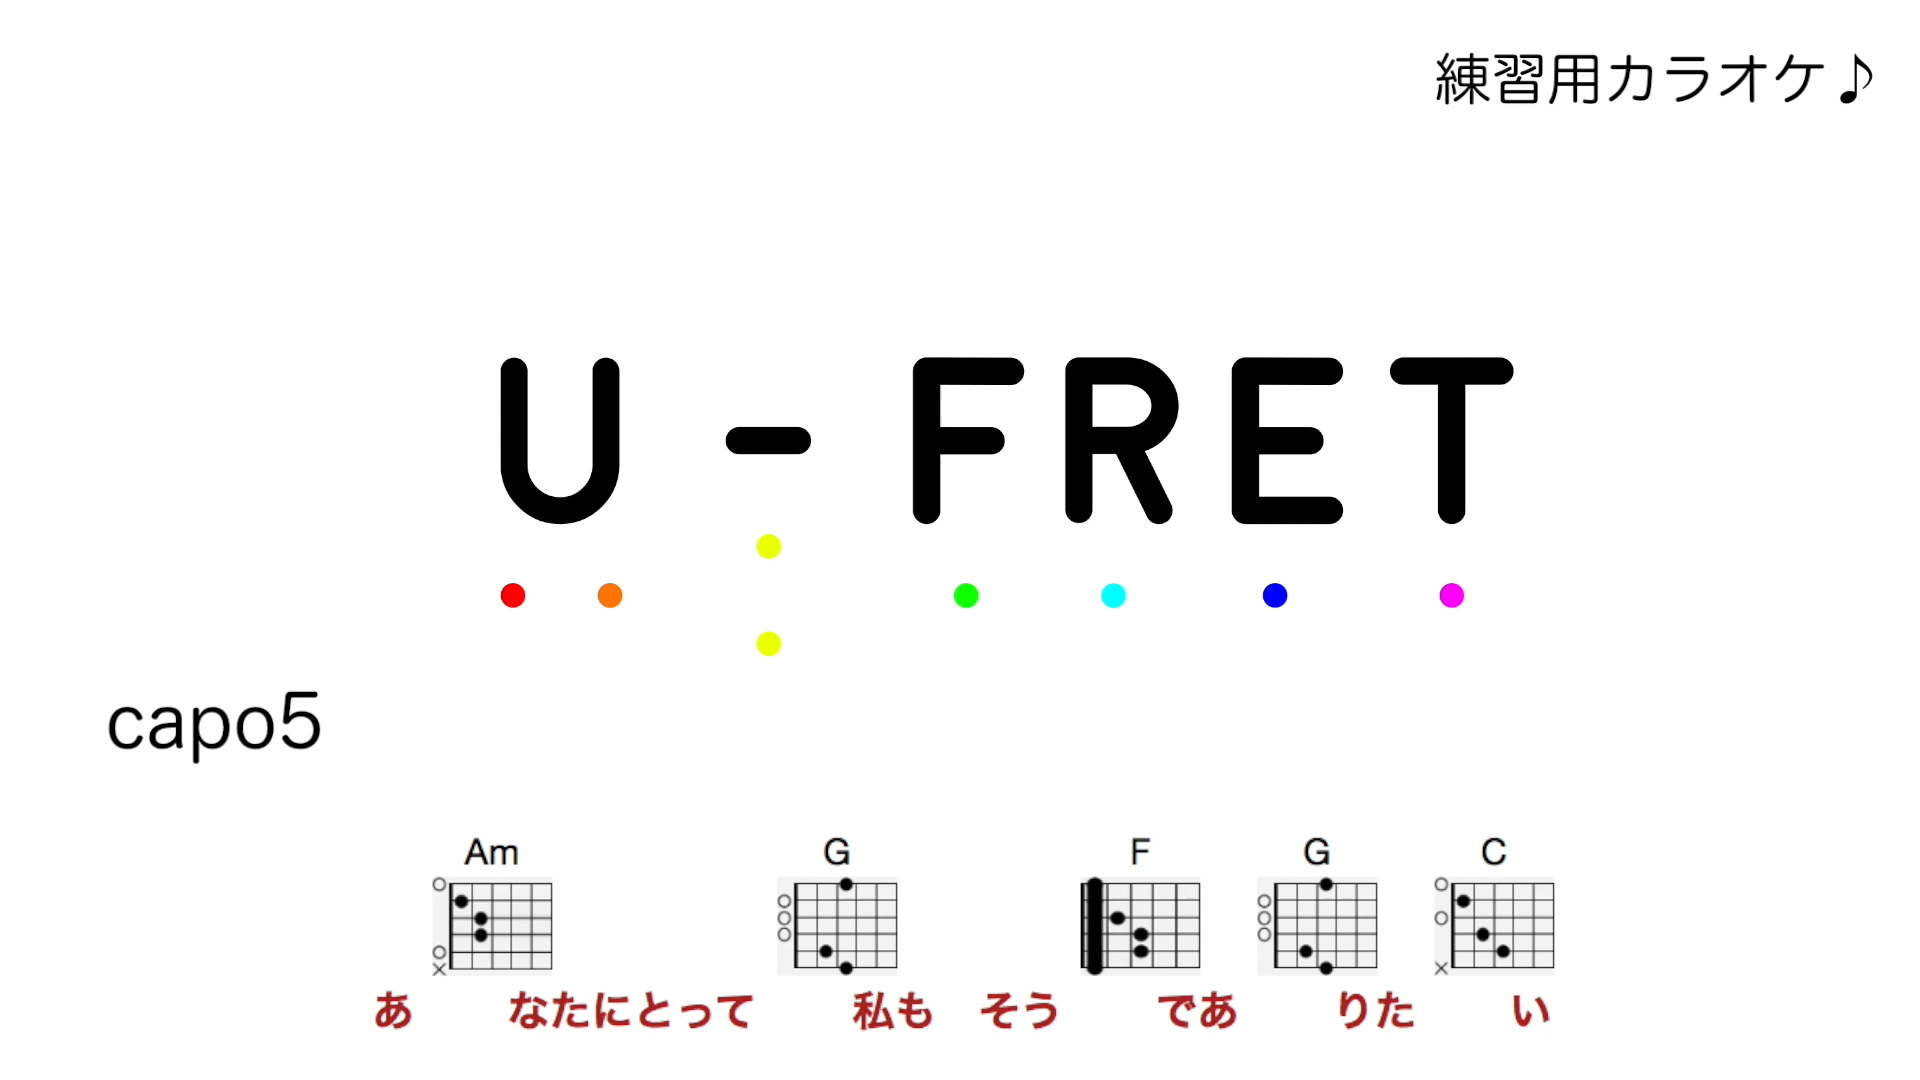 練習用カラオケ♪
U-FRET
capo5
Am G F G C
あ なたにとって 私も そう であ りた い